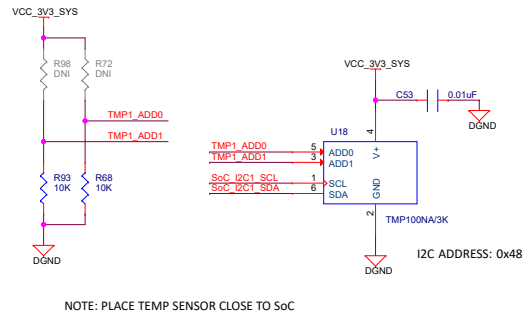 VCC_3V3_SYS
R98
DNI
R72
DNI
TMP1_ADD0
TMP1_ADD1
R93
10K
R68
10K
DGND
VCC_3V3_SYS
C53
0.01uF
DGND
U18
4
V+
TMP1_ADD0
5
ADD0
TMP1_ADD1
3
ADD1
SoC_I2C1_SCL
1
SCL
SoC_I2C1_SDA
6
SDA
GND
2
TMP100NA/3K
DGND
I2C ADDRESS: 0x48
NOTE: PLACE TEMP SENSOR CLOSE TO SoC